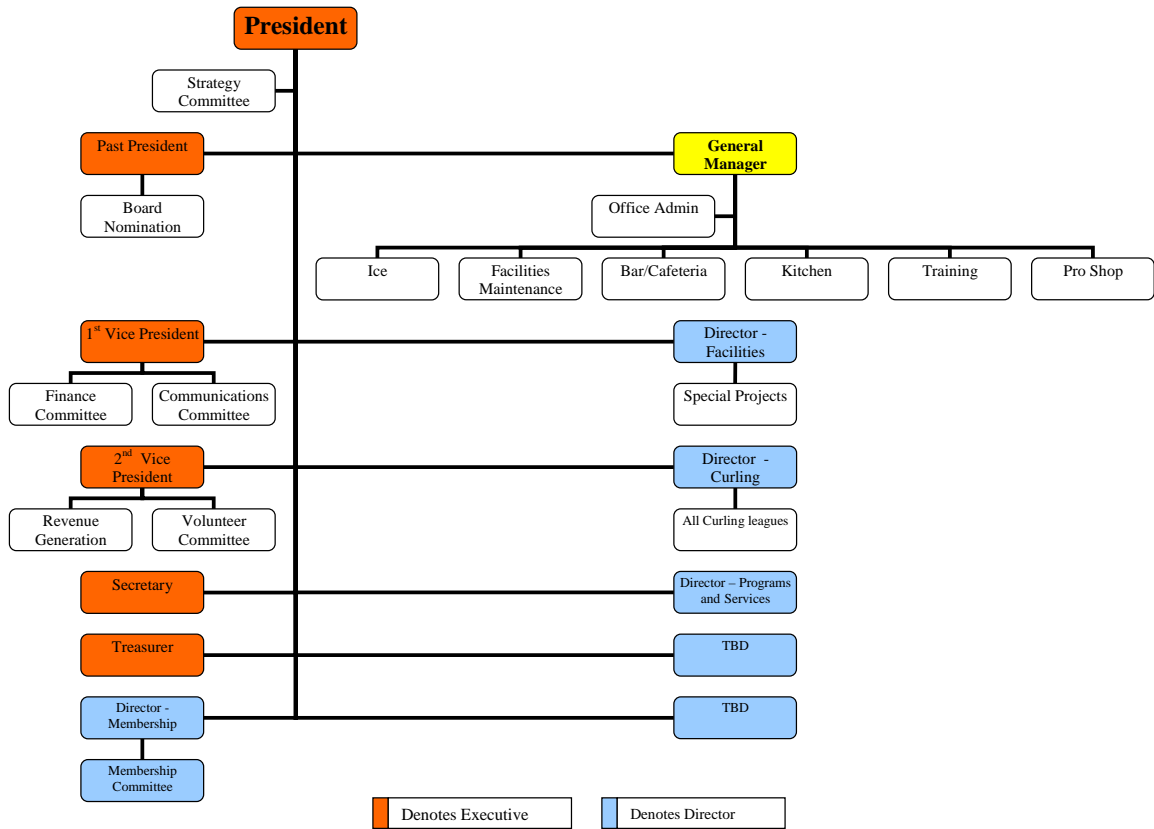 President
Strategy
Committee
Past President
General
Manager
Board
Nomination
Office Admin
Ice
Facilities
Maintenance
Bar/Cafeteria
Kitchen
Training
Pro Shop
1st Vice President
Director -
Facilities
Finance
Committee
Communications
Committee
Special Projects
2nd Vice
President
Director -
Curling
Revenue
Generation
Volunteer
Committee
All Curling leagues
Secretary
Director – Programs
and Services
Treasurer
TBD
Director -
Membership
TBD
Membership
Committee
Denotes Executive
Denotes Director